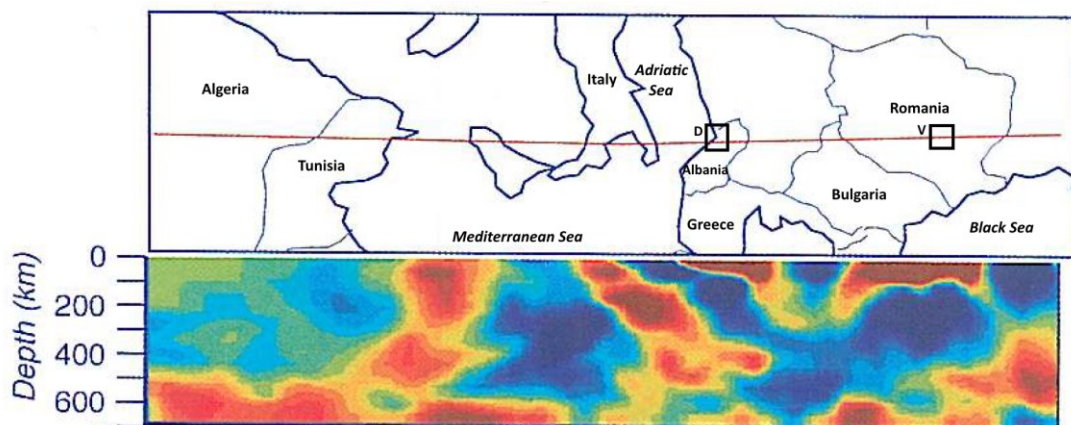 Algeria
Tunisia
Italy
Adriatic
Sea
D
Albania
Greece
Mediterranean Sea
Romania
V
Bulgaria
Black Sea
Depth (km)
0
200
400
600